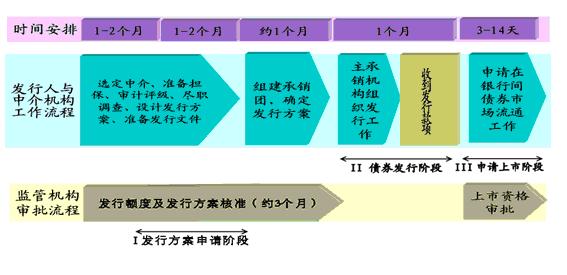 时间安排
1-2个月
1-2个月
约1个月
1个月
3-14天
发行人与
中介机构
工作流程
选定中介、准备担
保、审计评级、尽职
调查、设计发行方
案、准备发行文件
组建承销
团、确定
发行方案
主承
销机
构组
织发
行工
作
收到发行款项
申请在
银行间
债券市
场流通
工作
II 债券发行阶段
III 申请上市阶段
监管机构
审批流程
发行额度及发行方案核准（约3个月）
上市资格
审批
I 发行方案申请阶段